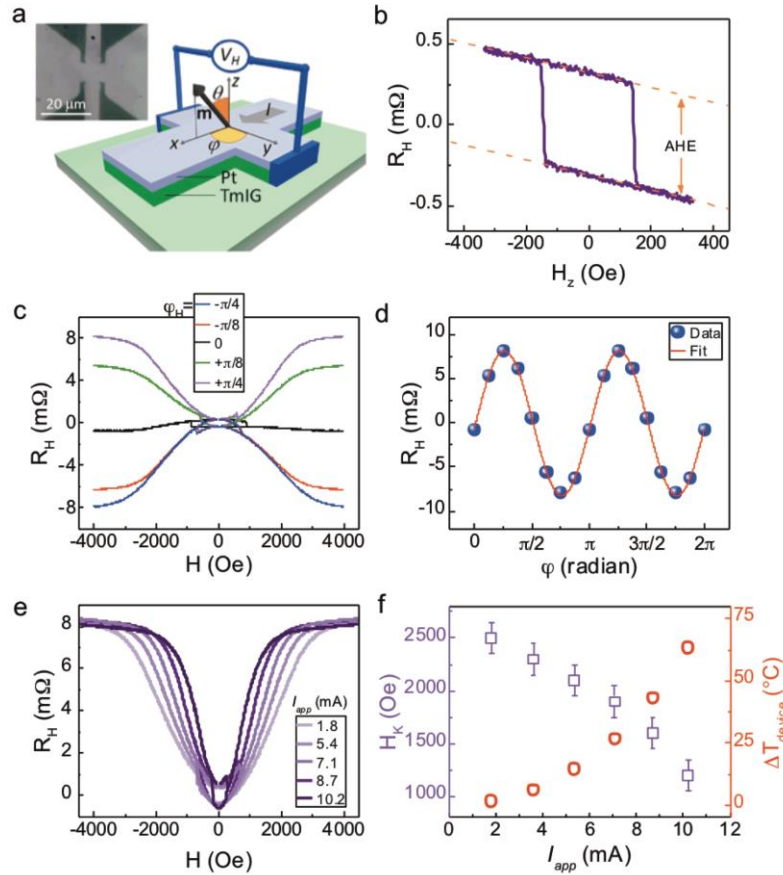 a
20 μm
V_H
z
θ
m
I
x
φ
y
Pt
TmIG
b
R_H (mΩ)
0.5
0.0
-0.5
AHE
-400 -200 0 200 400
H_z (Oe)
c
φ_H=
-π/4
-π/8
0
+π/8
+π/4
R_H (mΩ)
8
4
0
-4
-8
-4000 -2000 0 2000 4000
H (Oe)
d
Data
Fit
R_H (mΩ)
10
5
0
-5
-10
0 π/2 π 3π/2 2π
φ (radian)
e
R_H (mΩ)
8
6
4
2
0
I_app (mA)
1.8
5.4
7.1
8.7
10.2
-4000 -2000 0 2000 4000
H (Oe)
f
H_K (Oe)
2500
2000
1500
1000
75
50
25
0
ΔT_device (°C)
0 2 4 6 8 10 12
I_app (mA)